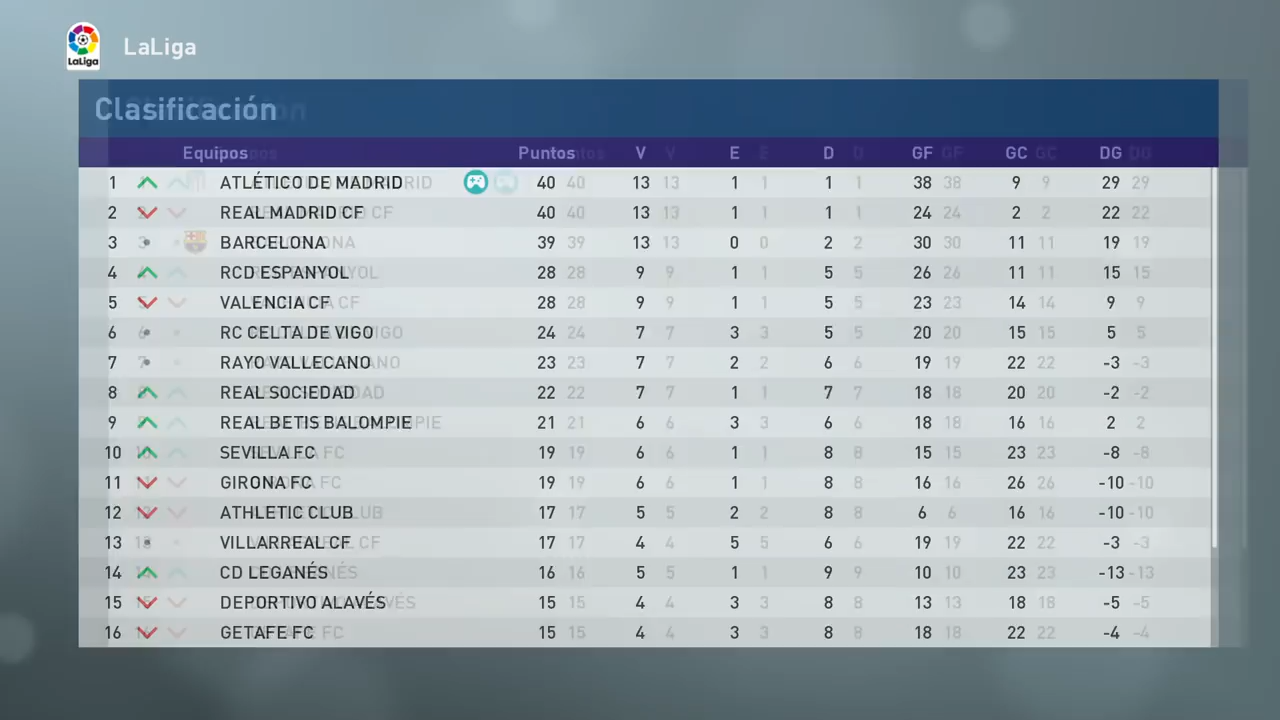 LaLiga
LaLiga
Clasificación
Equipos Puntos V E D GF GC DG
1 ATLÉTICO DE MADRID 40 13 1 1 38 9 29
2 REAL MADRID CF 40 13 1 1 24 2 22
3 BARCELONA 39 13 0 2 30 11 19
4 RCD ESPANYOL 28 9 1 5 26 11 15
5 VALENCIA CF 28 9 1 5 23 14 9
6 RC CELTA DE VIGO 24 7 3 5 20 15 5
7 RAYO VALLECANO 23 7 2 6 19 22 -3
8 REAL SOCIEDAD 22 7 1 7 18 20 -2
9 REAL BETIS BALOMPIE 21 6 3 6 18 16 2
10 SEVILLA FC 19 6 1 8 15 23 -8
11 GIRONA FC 19 6 1 8 16 26 -10
12 ATHLETIC CLUB 17 5 2 8 6 16 -10
13 VILLARREAL CF 17 4 5 6 19 22 -3
14 CD LEGANÉS 16 5 1 9 10 23 -13
15 DEPORTIVO ALAVÉS 15 4 3 8 13 18 -5
16 GETAFE FC 15 4 3 8 18 22 -4